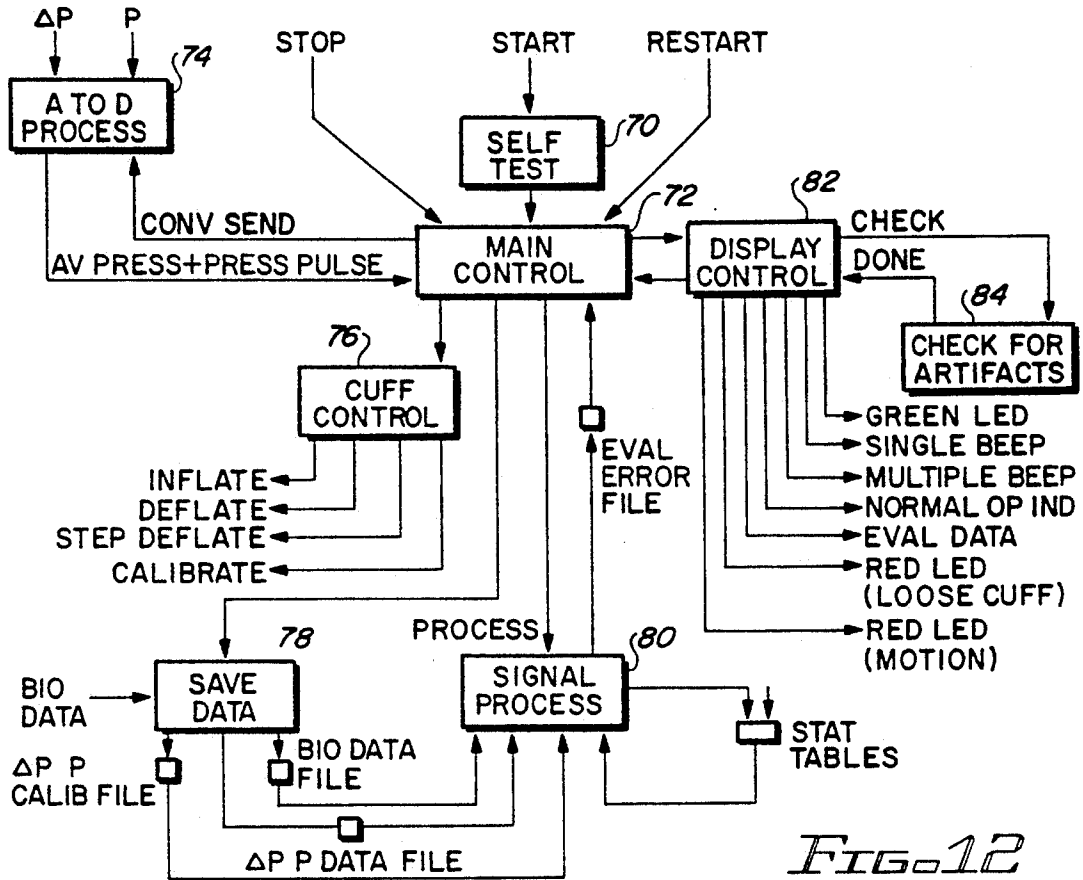 ΔP P
74
STOP
START
RESTART
A TO D
PROCESS
SELF
TEST
70
72
82
CONV SEND
AV PRESS+PRESS PULSE
MAIN
CONTROL
DISPLAY
CONTROL
CHECK
DONE
84
CHECK FOR
ARTIFACTS
76
CUFF
CONTROL
INFLATE
DEFLATE
STEP DEFLATE
CALIBRATE
EVAL
ERROR
FILE
GREEN LED
SINGLE BEEP
MULTIPLE BEEP
NORMAL OP IND
EVAL DATA
RED LED
(LOOSE CUFF)
RED LED
(MOTION)
78
PROCESS
80
BIO
DATA
SAVE
DATA
SIGNAL
PROCESS
STAT
TABLES
ΔP P
CALIB FILE
BIO DATA
FILE
ΔP P DATA FILE
FIG. 12